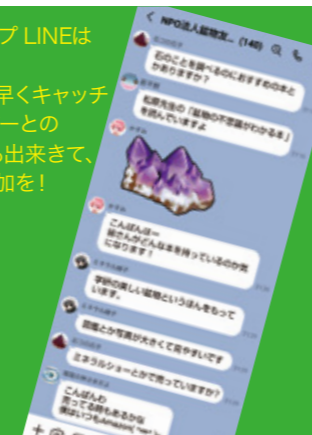 プ LINEは
早くキャッチ
ーとの
も出来きて、
加を！
NPO法人鉱物友... (140)
石のことを調べるのにおすすめの本と
かありますか？
松原先生の「鉱物の不思議がわかる本」
を読んでいますよ
こんばんはー
皆さんがどんな本を持っているのか気
になります！
学研の美しい鉱物というほんをもって
います。
図鑑とか写真が大きくて見やすいです
ミネラルショーとかで売っていますか？
こんばんわ
売ってる時もあるかな
僕はいつもAmazon